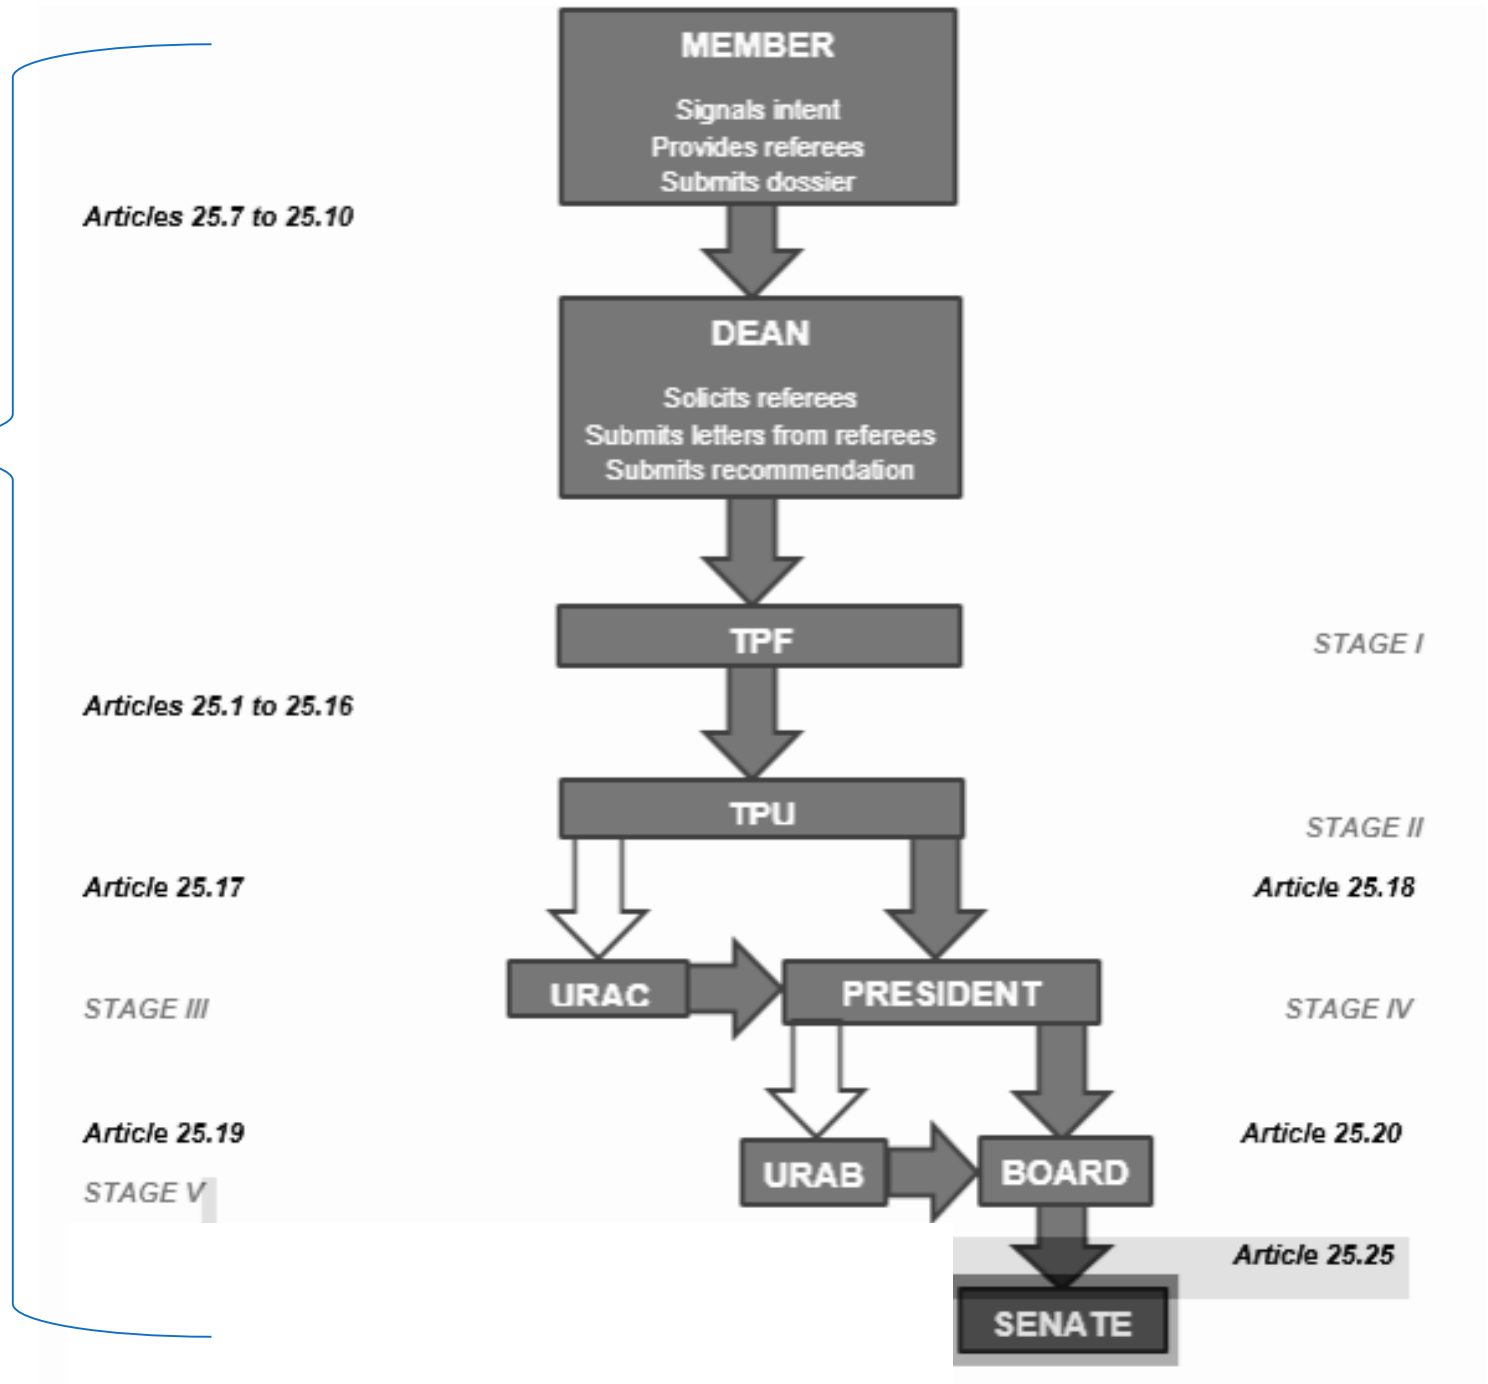 MEMBER
Signals intent
Provides referees
Submits dossier
Articles 25.7 to 25.10
DEAN
Solicits referees
Submits letters from referees
Submits recommendation
TPF
STAGE I
Articles 25.1 to 25.16
TPU
STAGE II
Article 25.17
Article 25.18
URAC
PRESIDENT
STAGE III
STAGE IV
Article 25.19
Article 25.20
URAB
BOARD
STAGE V
Article 25.25
SENATE